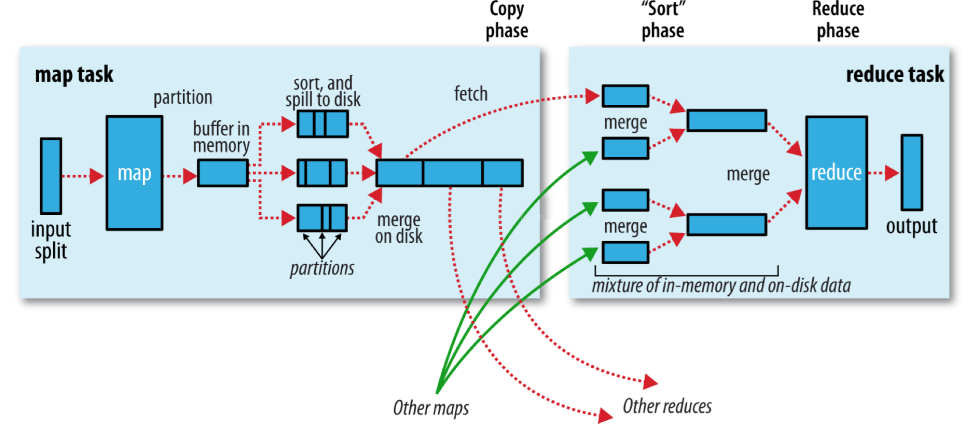 Copy
phase
“Sort”
phase
Reduce
phase
map task
reduce task
partition
sort, and
spill to disk
fetch
buffer in
memory
merge
map
merge
reduce
input
split
merge
on disk
merge
output
partitions
mixture of in-memory and on-disk data
Other maps
Other reduces